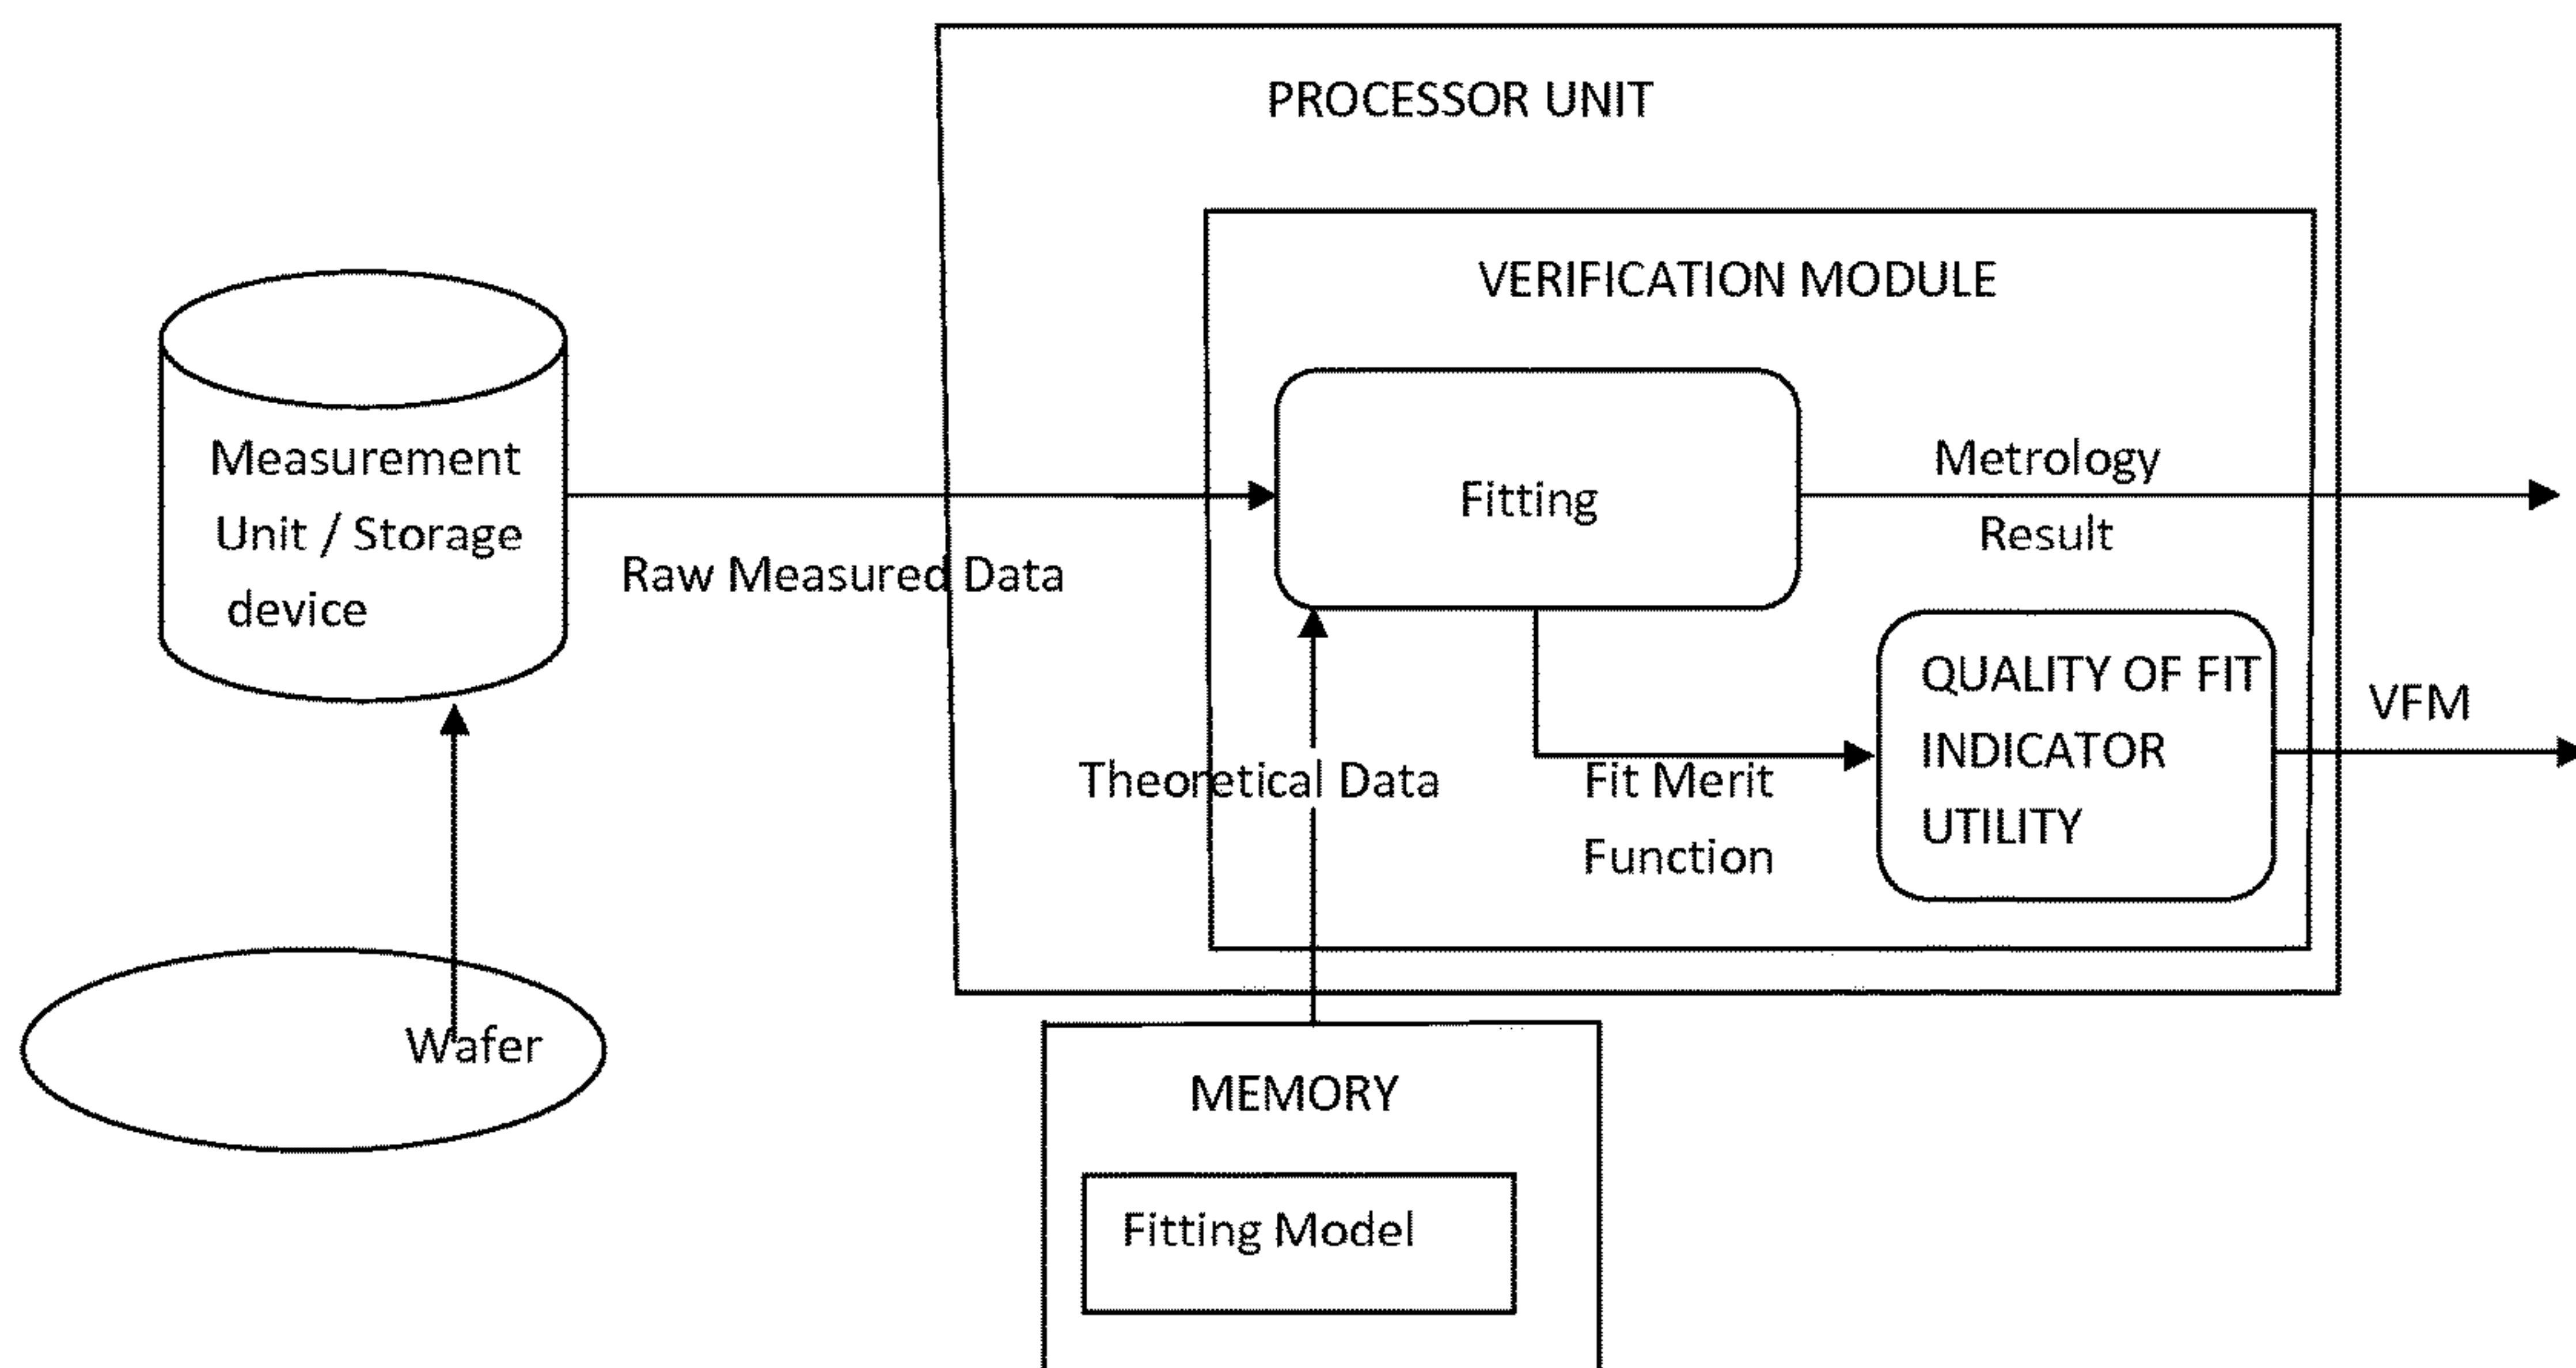 PROCESSOR UNIT
VERIFICATION MODULE
Measurement
Unit / Storage
device
Raw Measured Data
Fitting
Metrology
Result
Theoretical Data
Fit Merit
Function
QUALITY OF FIT
INDICATOR
UTILITY
VFM
Wafer
MEMORY
Fitting Model